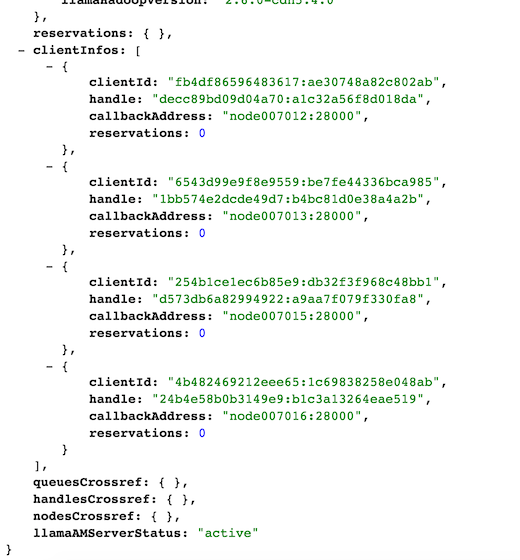 llamaHadoopVersion: "2.6.0-cdh5.4.0"
},
reservations: { },
- clientInfos: [
- {
clientId: "fb4df86596483617:ae30748a82c802ab",
handle: "decc89bd09d04a70:a1c32a56f8d018da",
callbackAddress: "node007012:28000",
reservations: 0
},
- {
clientId: "6543d99e9f8e9559:be7fe44336bca985",
handle: "1bb574e2dcde49d7:b4bc81d0e38a4a2b",
callbackAddress: "node007013:28000",
reservations: 0
},
- {
clientId: "254b1ce1ec6b85e9:db32f3f968c48bb1",
handle: "d573db6a82994922:a9aa7f079f330fa8",
callbackAddress: "node007015:28000",
reservations: 0
},
- {
clientId: "4b482469212eee65:1c69838258e048ab",
handle: "24b4e58b0b3149e9:b1c3a13264eae519",
callbackAddress: "node007016:28000",
reservations: 0
}
],
queuesCrossref: { },
handlesCrossref: { },
nodesCrossref: { },
llamaAMServerStatus: "active"
}